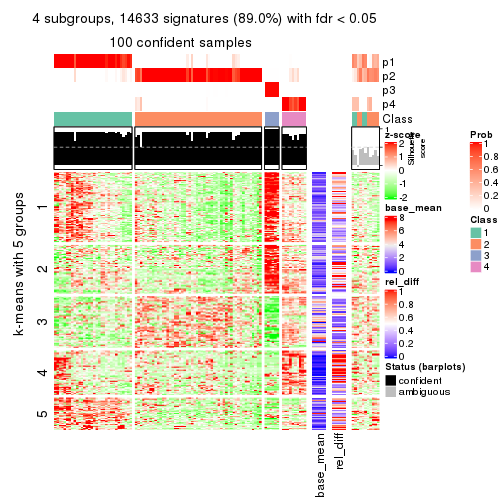 4 subgroups, 14633 signatures (89.0%) with fdr < 0.05
100 confident samples
p1
p2
p3
p4
Class
1
Silhouette
score
k-means with 5 groups
1
2
3
4
5
base_mean
rel_diff
z-score
2
1
0
-1
-2
base_mean
8
6
4
2
0
rel_diff
1
0.8
0.6
0.4
0.2
0
Status (barplots)
confident
ambiguous
Prob
1
0.8
0.6
0.4
0.2
0
Class
1
2
3
4